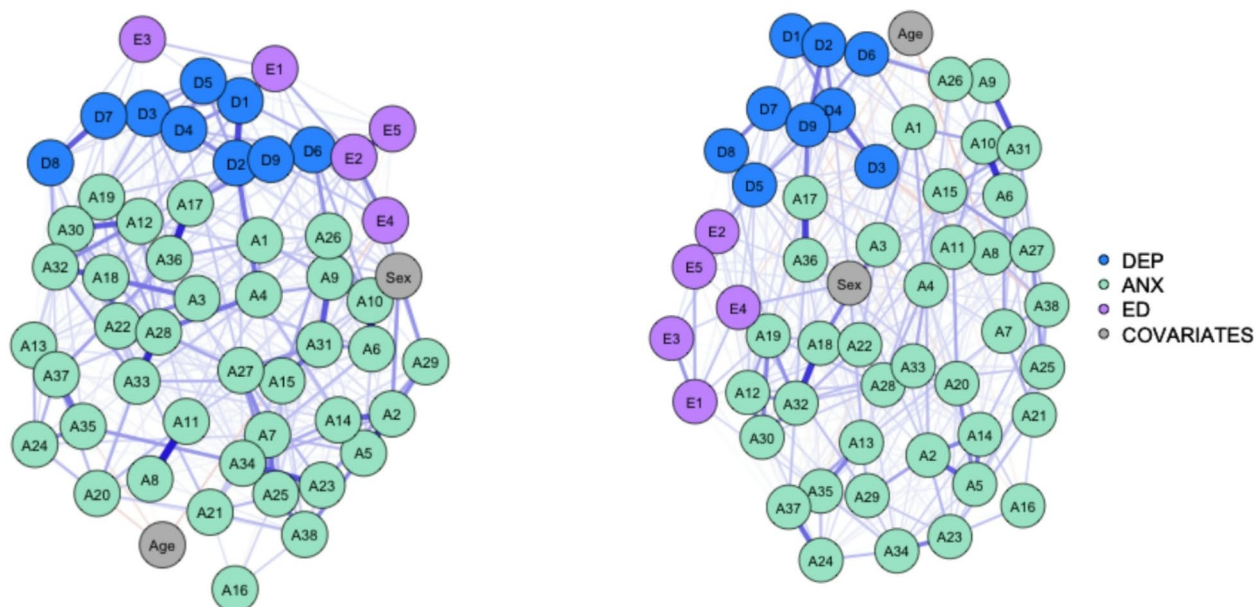 E3
E1
D5
D1
D7
D3
D4
E5
D8
D2
D9
D6
E2
A19
A17
A12
E4
A30
A1
A26
A36
A32
A18
A9
Sex
A3
A4
A10
A22
A28
A13
A31
A6
A29
A37
A33
A27
A15
A11
A14
A2
A35
A7
A24
A34
A5
A8
A20
A25
A23
A21
A38
Age
A16
D1
D2
Age
D6
A26
A9
D7
D4
D9
A1
A10
A31
D8
D3
D5
A17
A15
A6
E2
A3
A11
A8
A27
E5
A36
Sex
A4
E4
A38
E3
A19
A18
A22
A7
A33
A25
A28
A20
A12
E1
A32
A21
A30
A13
A14
A2
A35
A29
A5
A37
A16
A23
A34
A24
DEP
ANX
ED
COVARIATES